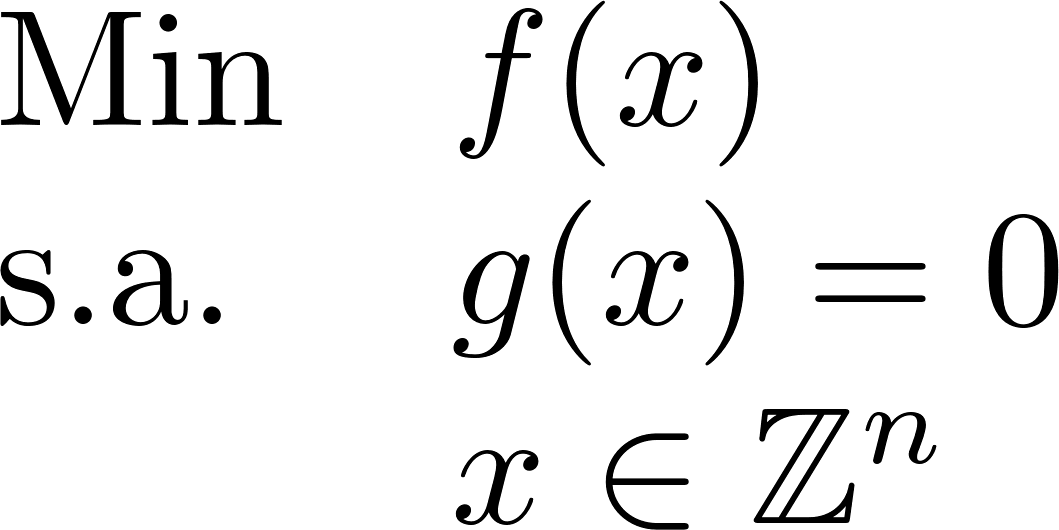 Min f(x)
s.a. g(x) = 0
x ∈ ℤⁿ